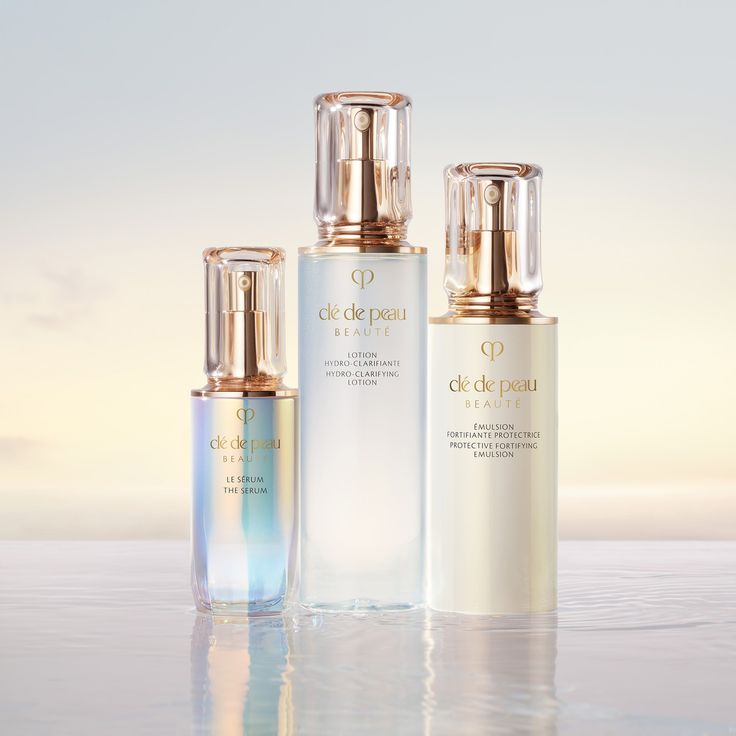 clé de peau
BEAUTÉ
LE SÉRUM
THE SERUM
clé de peau
BEAUTÉ
LOTION
HYDRO-CLARIFIANTE
HYDRO-CLARIFYING
LOTION
clé de peau
BEAUTÉ
ÉMULSION
FORTIFIANTE PROTECTRICE
PROTECTIVE FORTIFYING
EMULSION